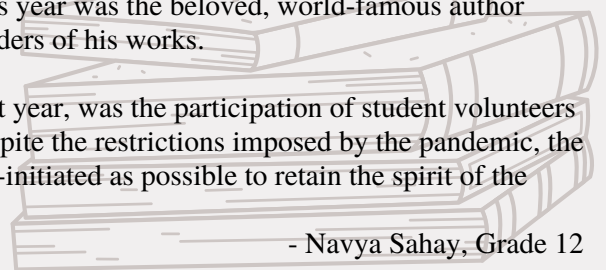 s year was the beloved, world-famous author
ders of his works.
t year, was the participation of student volunteers
pite the restrictions imposed by the pandemic, the
-initiated as possible to retain the spirit of the
- Navya Sahay, Grade 12